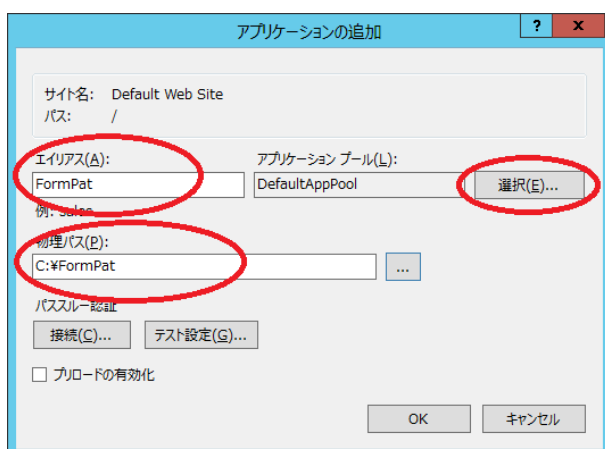 アプリケーションの追加
? x
サイト名: Default Web Site
パス: /
エイリアス(A): アプリケーション プール(L):
FormPat DefaultAppPool 選択(E)...
例: sales
物理パス(P):
C:¥FormPat ...
パススルー認証
接続(C)... テスト設定(G)...
プリロードの有効化
OK キャンセル